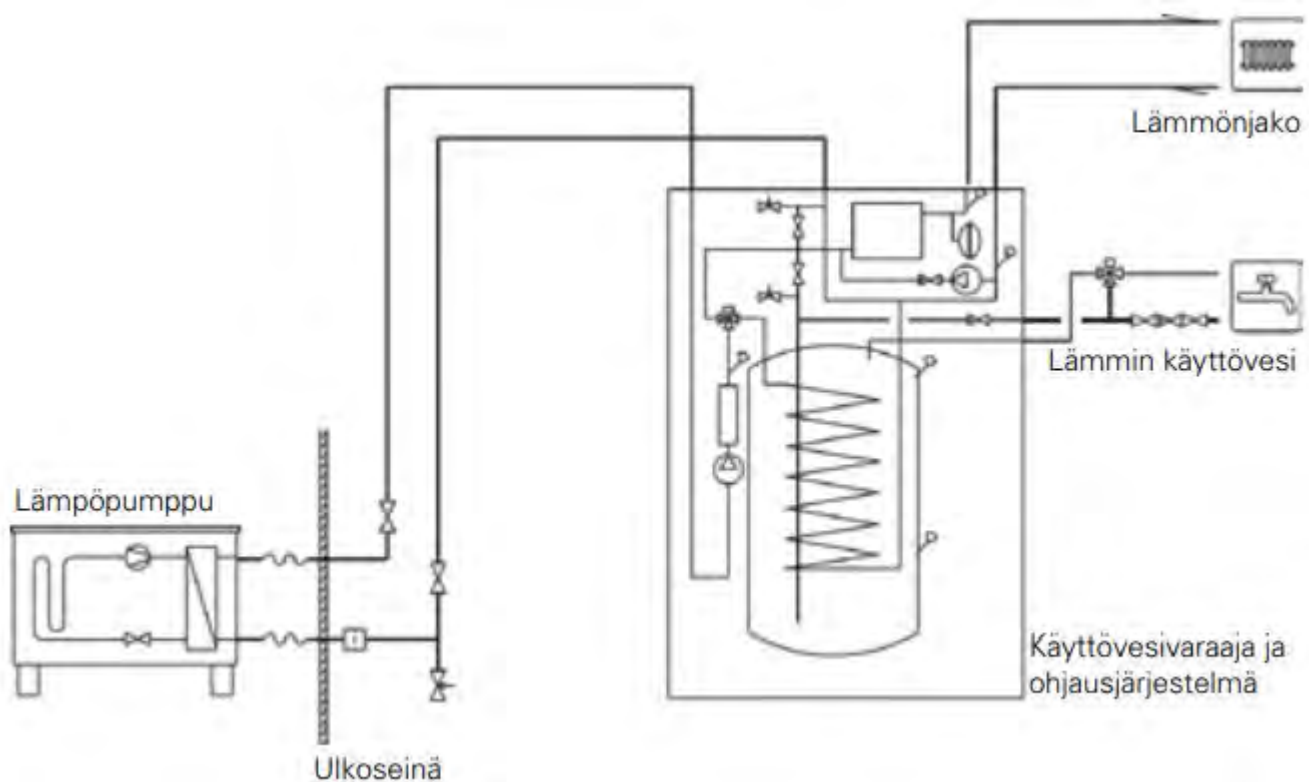 Lämmönjako
Lämmin käyttövesi
Lämpöpumppu
Käyttövesivaraaja ja
ohjausjärjestelmä
Ulkoseinä